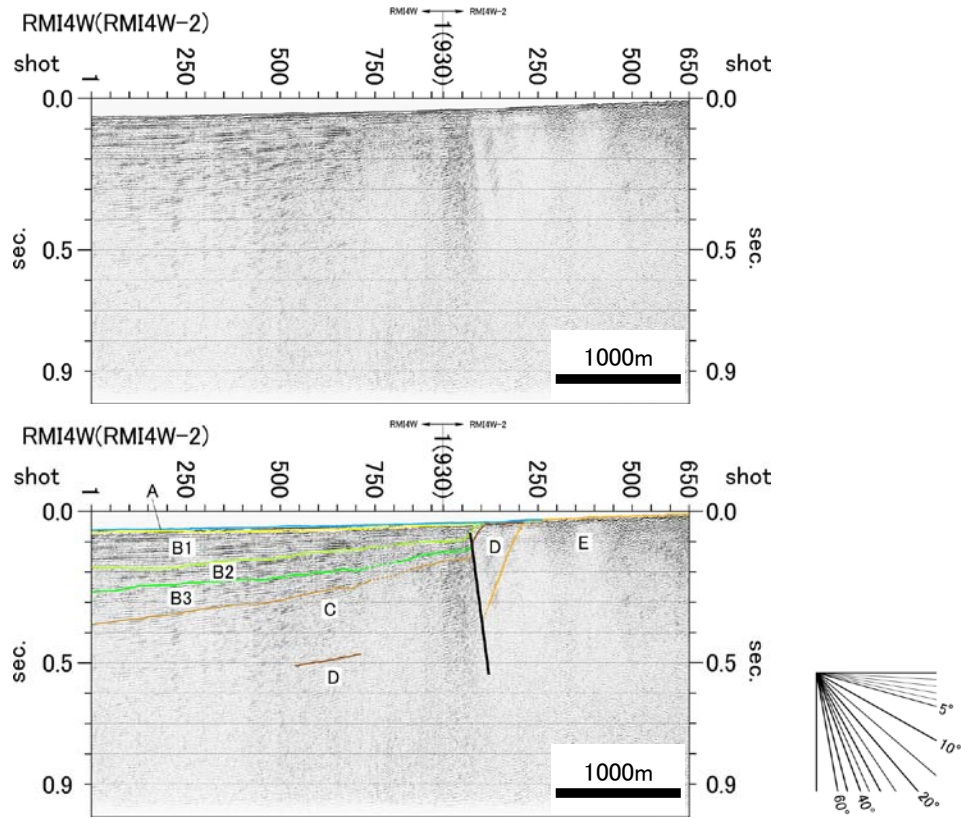 RMI4W RMI4W-2
RMI4W(RMI4W-2)
shot 1 250 500 750 1(930) 250 500 650 shot
0.0 0.0
sec. 0.5 0.5 sec.
1000m
0.9 0.9
RMI4W RMI4W-2
RMI4W(RMI4W-2)
shot 1 250 500 750 1(930) 250 500 650 shot
A
0.0 0.0
B1 D E
B2
B3 C
sec. 0.5 0.5 sec.
D
1000m
0.9 0.9
5°
10°
20°
40°
60°